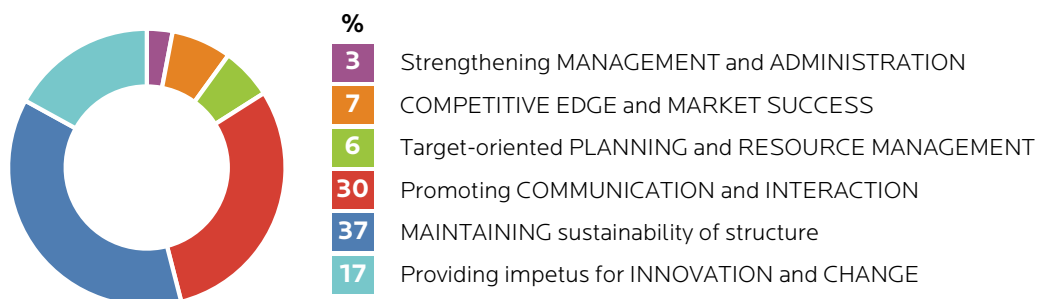 %
3 Strengthening MANAGEMENT and ADMINISTRATION
7 COMPETITIVE EDGE and MARKET SUCCESS
6 Target-oriented PLANNING and RESOURCE MANAGEMENT
30 Promoting COMMUNICATION and INTERACTION
37 MAINTAINING sustainability of structure
17 Providing impetus for INNOVATION and CHANGE